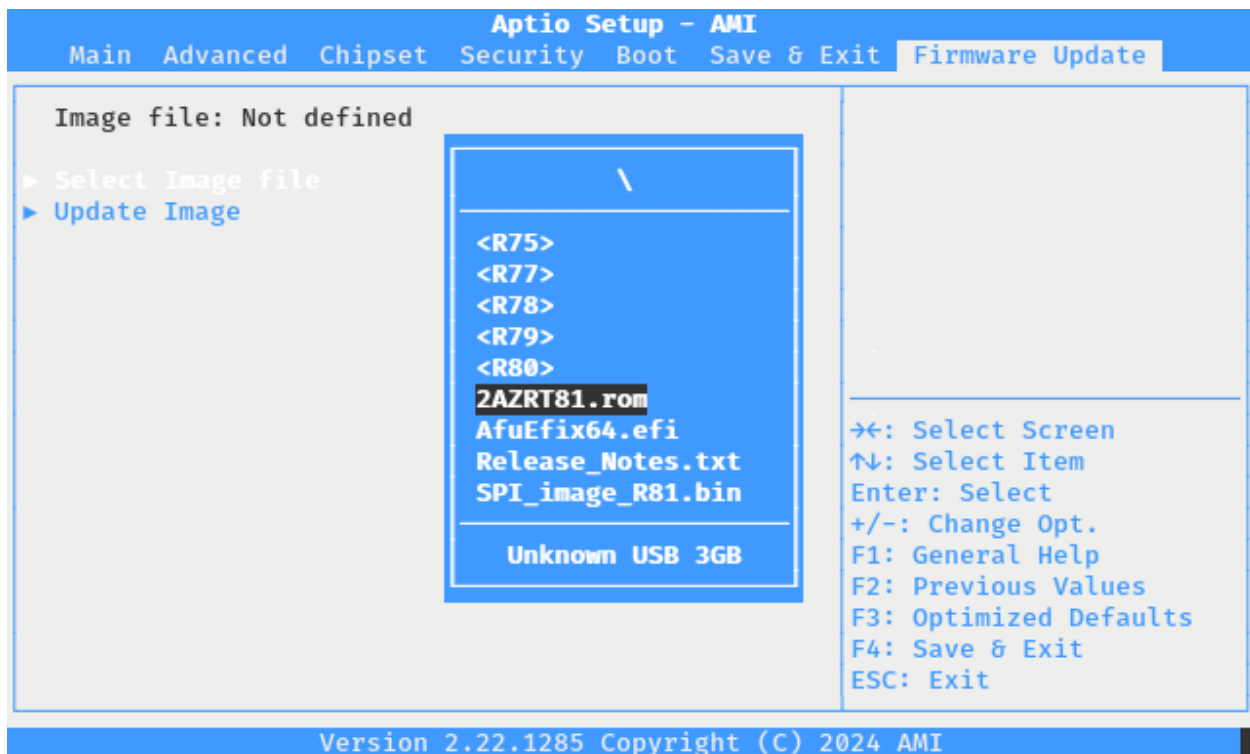 Aptio Setup – AMI
Main Advanced Chipset Security Boot Save & Exit Firmware Update
Image file: Not defined
► Select Image file
► Update Image
\
<R75>
<R77>
<R78>
<R79>
<R80>
2AZRT81.rom
AfuEfix64.efi
Release_Notes.txt
SPI_image_R81.bin
Unknown USB 3GB
→←: Select Screen
↑↓: Select Item
Enter: Select
+/-: Change Opt.
F1: General Help
F2: Previous Values
F3: Optimized Defaults
F4: Save & Exit
ESC: Exit
Version 2.22.1285 Copyright (C) 2024 AMI